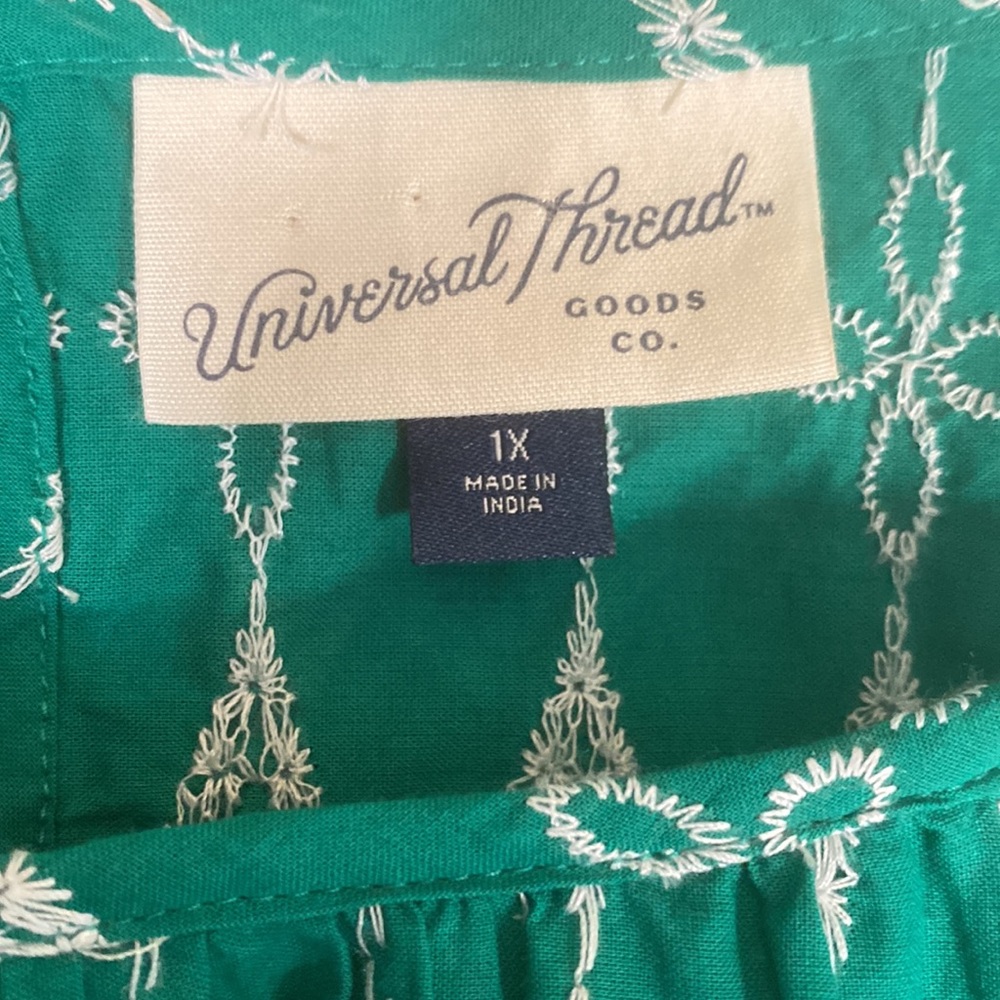 Universal Thread™
GOODS
CO.
1X
MADE IN
INDIA